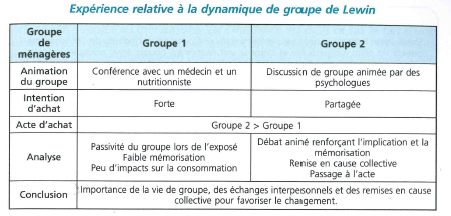 Expérience relative à la dynamique de groupe de Lewin
Groupe
de
ménagères
Groupe 1
Groupe 2
Animation
du groupe
Conférence avec un médecin et un
nutritionniste
Discussion de groupe animée par des
psychologues
Intention
d'achat
Forte
Partagée
Acte d'achat
Groupe 2 > Groupe 1
Analyse
Passivité du groupe lors de l'exposé
Faible mémorisation
Peu d'impacts sur la consommation
Débat animé renforçant l'implication et la
mémorisation
Remise en cause collective
Passage à l'acte
Conclusion
Importance de la vie de groupe, des échanges interpersonnels et des remises en cause
collective pour favoriser le changement.